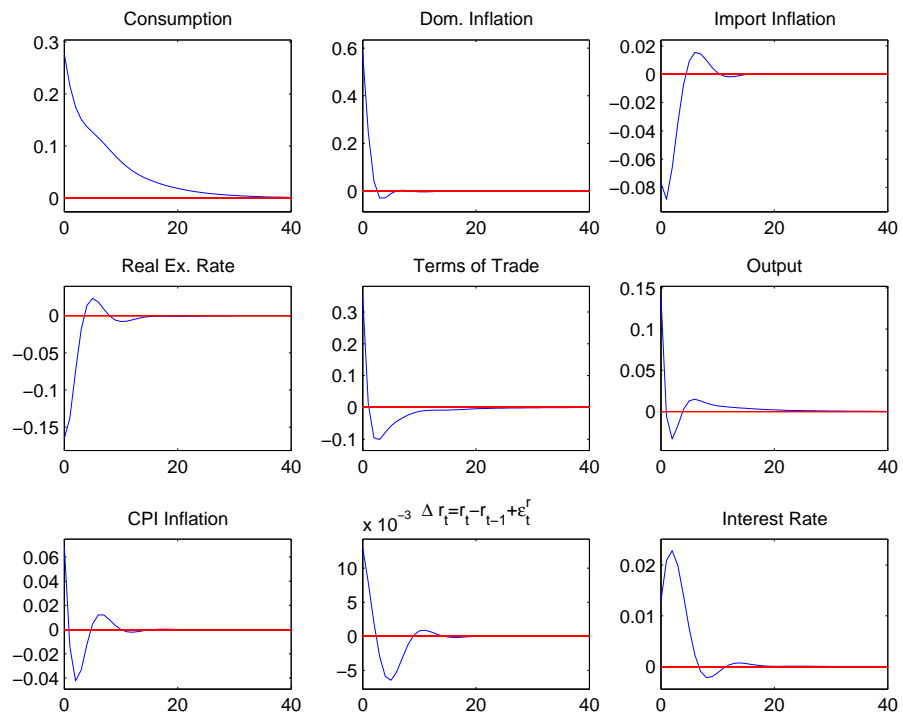 Consumption
0.3
0.2
0.1
0
0 20 40
Dom. Inflation
0.6
0.4
0.2
0
0 20 40
Import Inflation
0.02
0
−0.02
−0.04
−0.06
−0.08
0 20 40
Real Ex. Rate
0
−0.05
−0.1
−0.15
0 20 40
Terms of Trade
0.3
0.2
0.1
0
−0.1
0 20 40
Output
0.15
0.1
0.05
0
0 20 40
CPI Inflation
0.06
0.04
0.02
0
−0.02
−0.04
0 20 40
x 10⁻³ Δ rₜ=rₜ−rₜ₋₁+εₜʳ
10
5
0
−5
0 20 40
Interest Rate
0.02
0.01
0
0 20 40